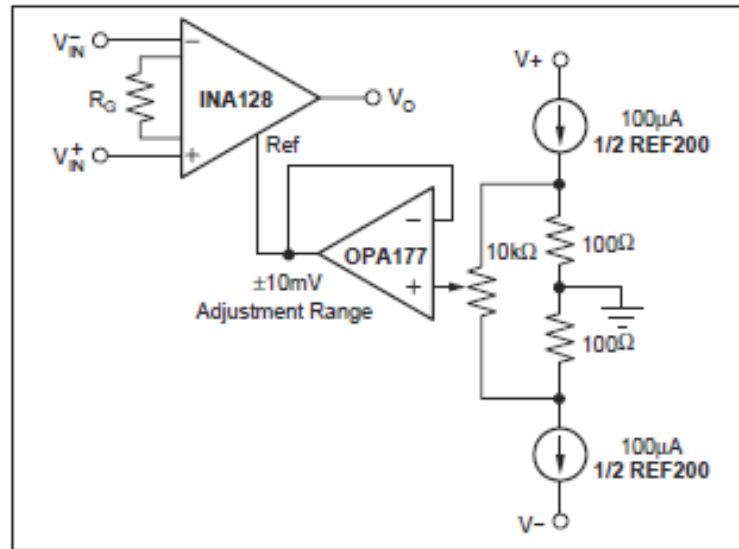 V−IN
RG
V+IN
−
+
INA128
VO
Ref
−
+
OPA177
±10mV
Adjustment Range
V+
100μA
1/2 REF200
10kΩ
100Ω
100Ω
100μA
1/2 REF200
V−